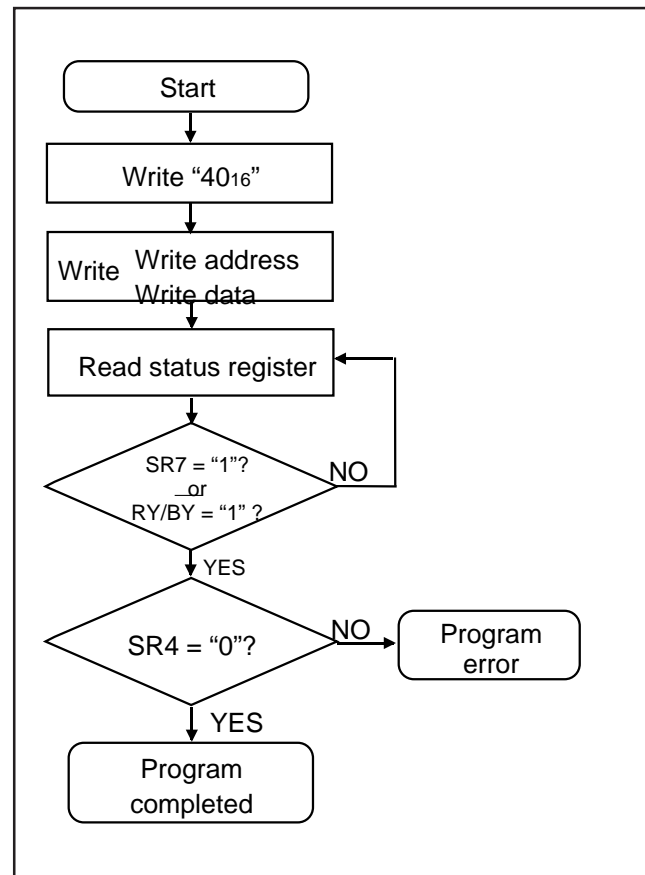 Start
Write “40₁₆”
Write Write address
Write data
Read status register
SR7 = “1”?
or
RY/BY = “1” ?
NO
YES
SR4 = “0”?
NO
Program
error
YES
Program
completed